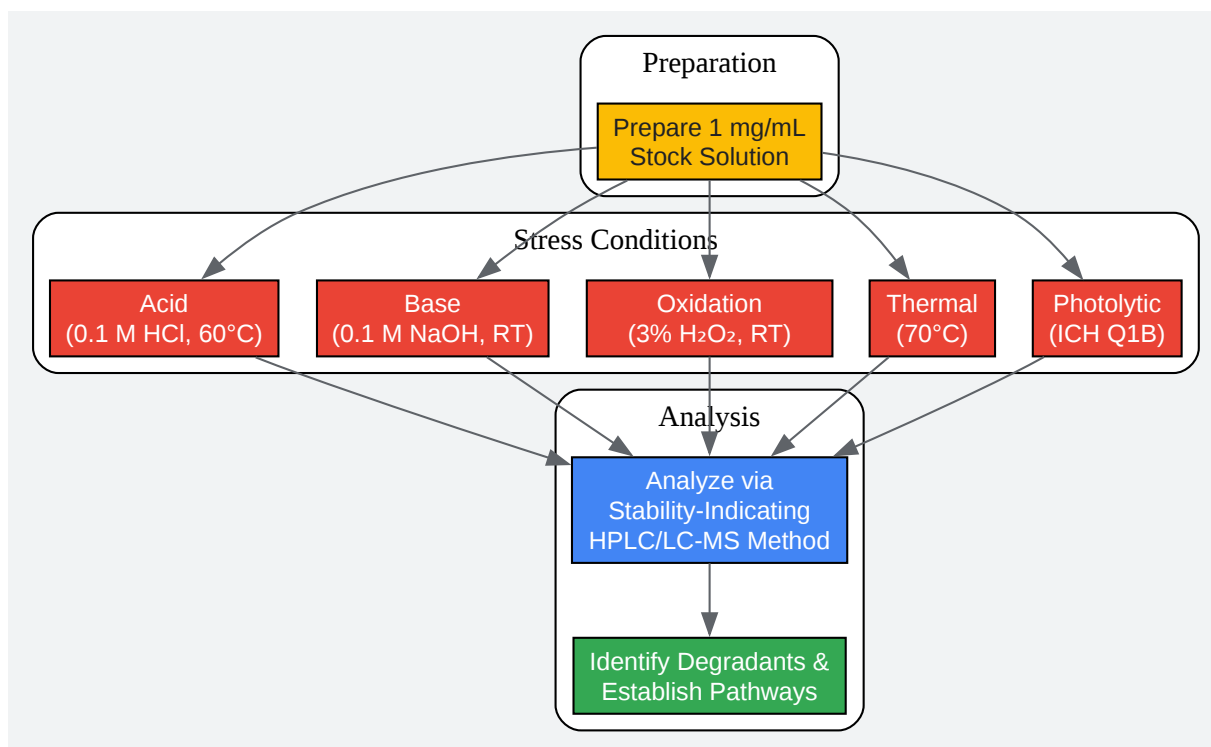 Preparation
Prepare 1 mg/mL
Stock Solution
Stress Conditions
Acid
(0.1 M HCl, 60°C)
Base
(0.1 M NaOH, RT)
Oxidation
(3% H₂O₂, RT)
Thermal
(70°C)
Photolytic
(ICH Q1B)
Analysis
Analyze via
Stability-Indicating
HPLC/LC-MS Method
Identify Degradants &
Establish Pathways